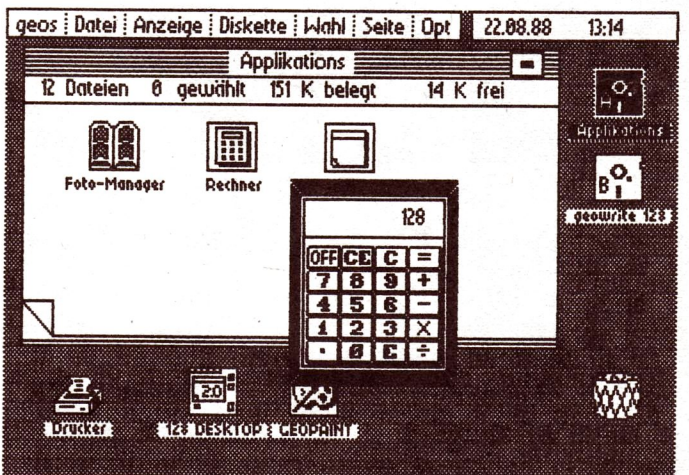 geos Datei Anzeige Diskette Wahl Seite Opt 22.08.88 13:14
Applikations
12 Dateien 0 gewählt 151 K belegt 14 K frei
A
H
Applikations
Foto-Manager Rechner
B
geowrite 128
128
OFF CE C =
7 8 9 +
4 5 6 -
1 2 3 X
. 0 E ÷
2.0
Drucker 128 DESKTOP GEOPAINT